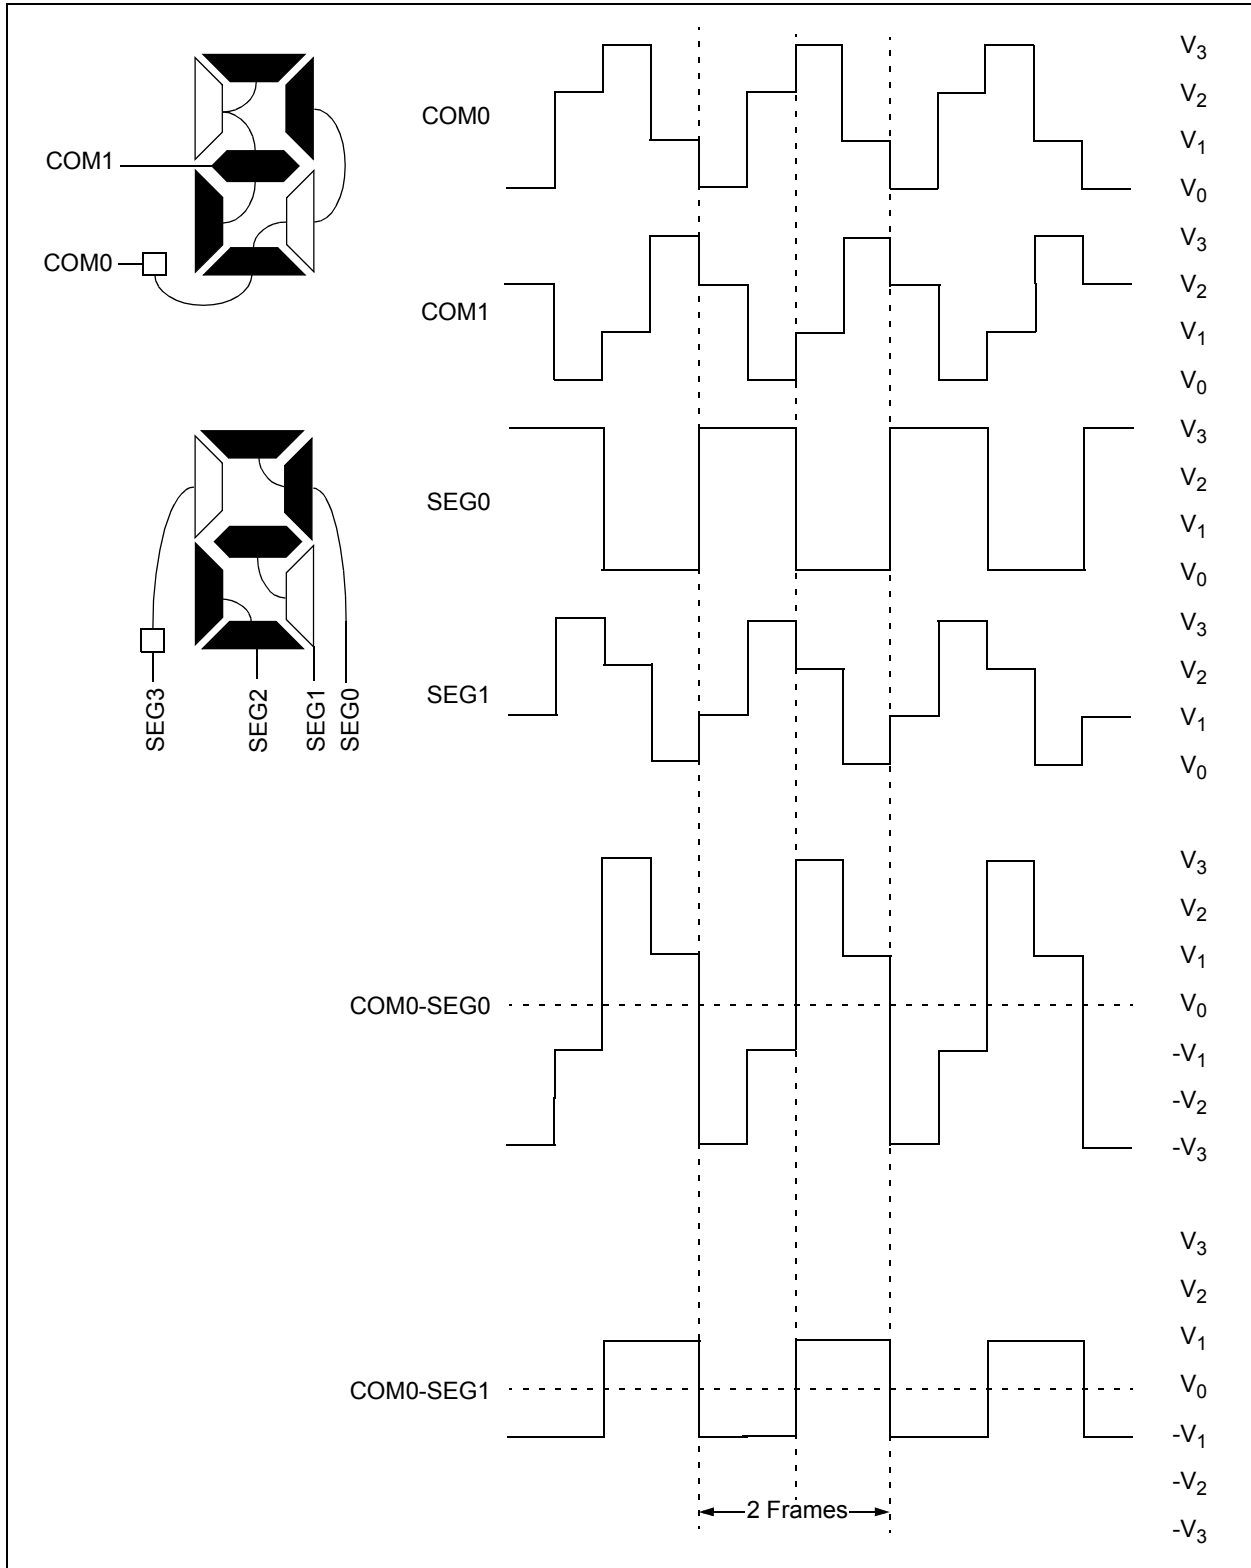 COM1
COM0
SEG3
SEG2
SEG1
SEG0
COM0
V3
V2
V1
V0
COM1
V3
V2
V1
V0
SEG0
V3
V2
V1
V0
SEG1
V3
V2
V1
V0
COM0-SEG0
V3
V2
V1
V0
-V1
-V2
-V3
COM0-SEG1
V3
V2
V1
V0
-V1
-V2
-V3
2 Frames